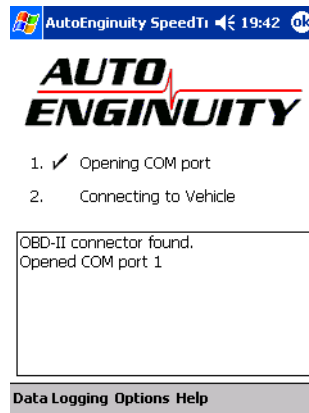 AutoEnginuity SpeedTr 19:42 ok
AUTO
ENGINUITY
1. Opening COM port
2. Connecting to Vehicle
OBD-II connector found.
Opened COM port 1
Data Logging Options Help